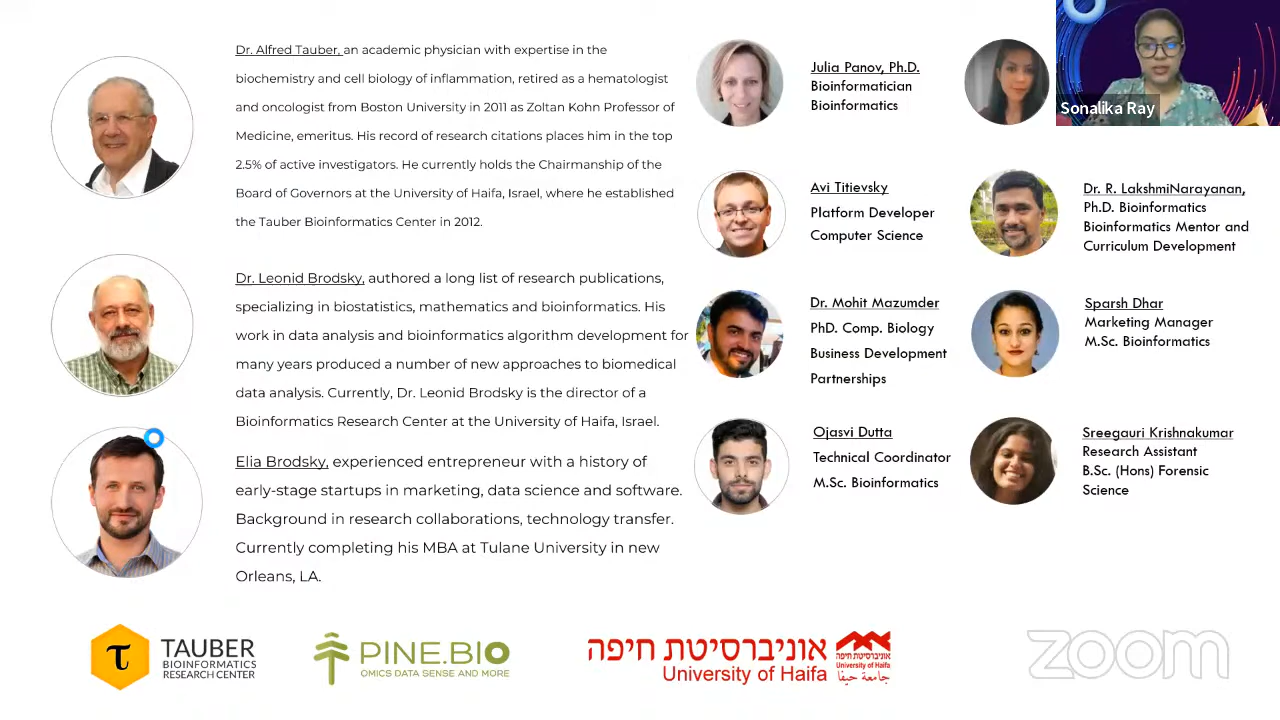 Dr. Alfred Tauber, an academic physician with expertise in the
biochemistry and cell biology of inflammation, retired as a hematologist
and oncologist from Boston University in 2011 as Zoltan Kohn Professor of
Medicine, emeritus. His record of research citations places him in the top
2.5% of active investigators. He currently holds the Chairmanship of the
Board of Governors at the University of Haifa, Israel, where he established
the Tauber Bioinformatics Center in 2012.
Dr. Leonid Brodsky, authored a long list of research publications,
specializing in biostatistics, mathematics and bioinformatics. His
work in data analysis and bioinformatics algorithm development for
many years produced a number of new approaches to biomedical
data analysis. Currently, Dr. Leonid Brodsky is the director of a
Bioinformatics Research Center at the University of Haifa, Israel.
Elia Brodsky, experienced entrepreneur with a history of
early-stage startups in marketing, data science and software.
Background in research collaborations, technology transfer.
Currently completing his MBA at Tulane University in new
Orleans, LA.
Julia Panov, Ph.D.
Bioinformatician
Bioinformatics
Avi Titievsky
Platform Developer
Computer Science
Dr. Mohit Mazumder
PhD. Comp. Biology
Business Development
Partnerships
Ojasvi Dutta
Technical Coordinator
M.Sc. Bioinformatics
Sonalika Ray
Dr. R. LakshmiNarayanan,
Ph.D. Bioinformatics
Bioinformatics Mentor and
Curriculum Development
Sparsh Dhar
Marketing Manager
M.Sc. Bioinformatics
Sreegauri Krishnakumar
Research Assistant
B.Sc. (Hons) Forensic
Science
τ
TAUBER
BIOINFORMATICS
RESEARCH CENTER
PINE.BIO
OMICS DATA SENSE AND MORE
אוניברסיטת חיפה
University of Haifa
אוניברסיטת חיפה
University of Haifa
جامعة حيفا
zoom